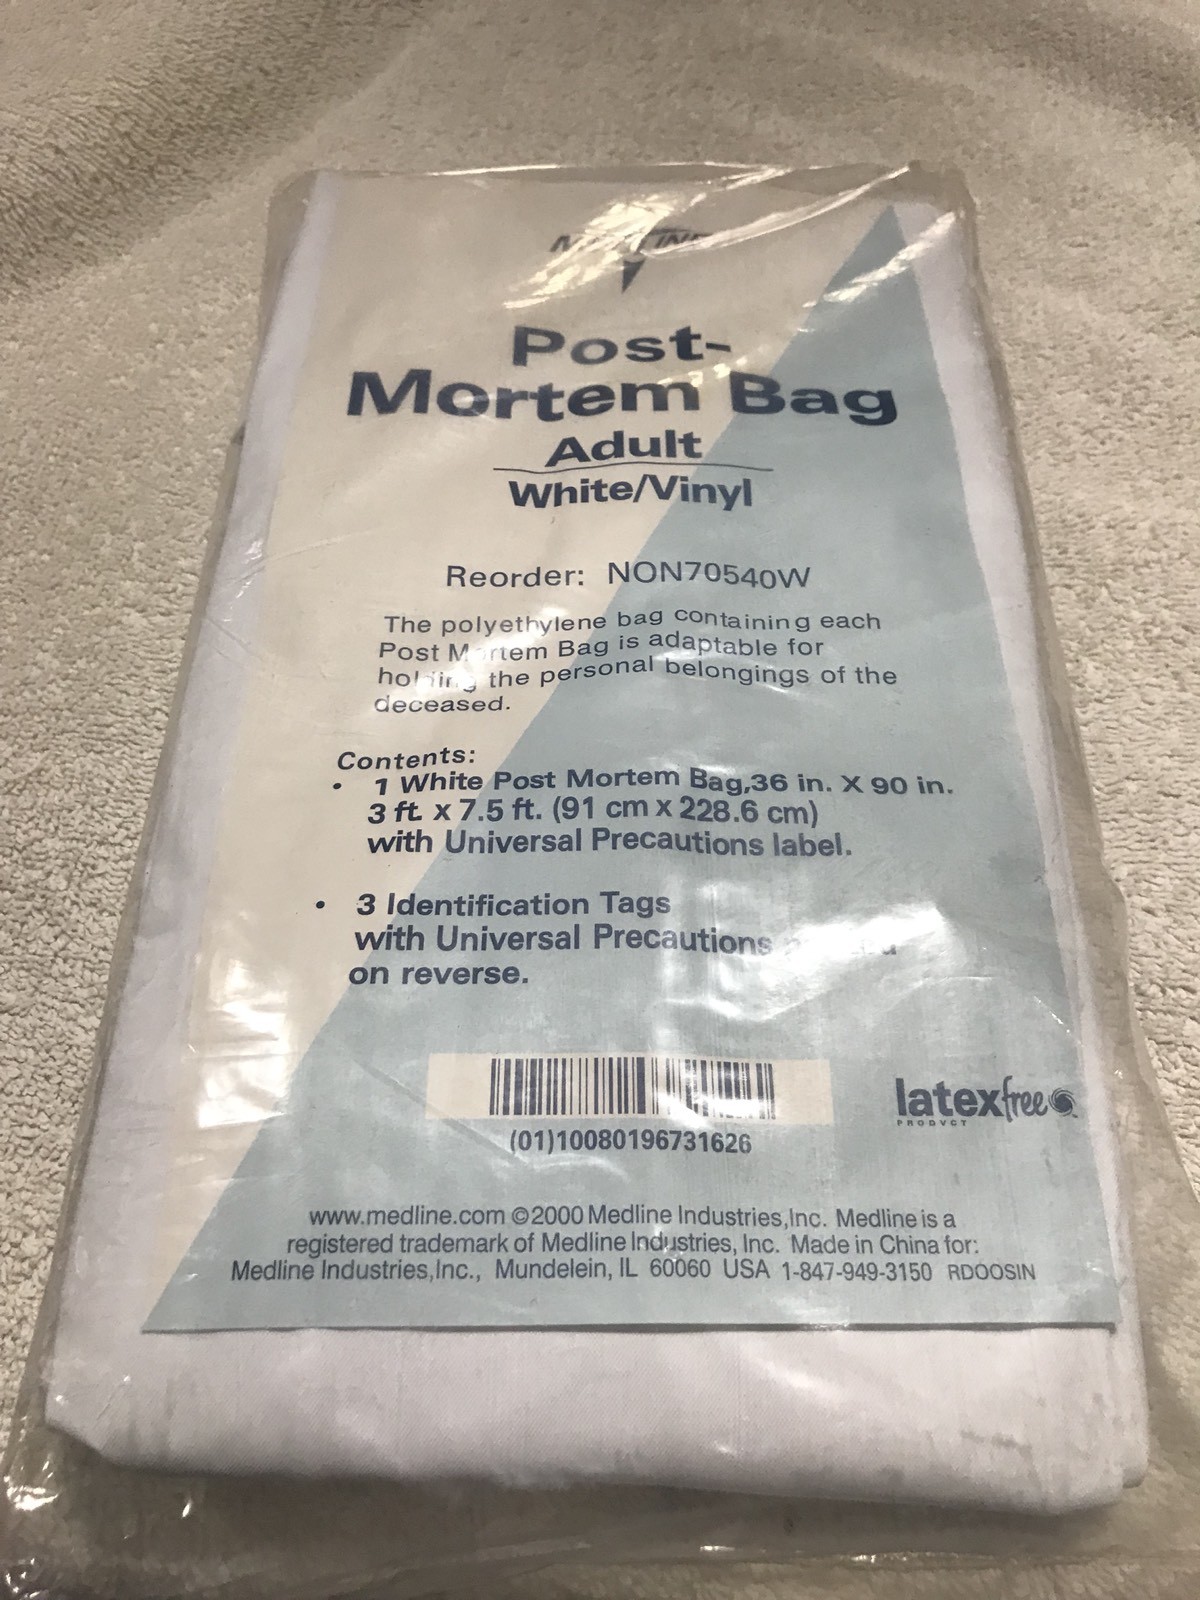 Post-
Mortem Bag
Adult
White/Vinyl
Reorder: NON70540W
The polyethylene bag containing each
Post Mortem Bag is adaptable for
holding the personal belongings of the
deceased.
Contents:
• 1 White Post Mortem Bag,36 in. X 90 in.
3 ft. x 7.5 ft. (91 cm x 228.6 cm)
with Universal Precautions label.
• 3 Identification Tags
with Universal Precautions
on reverse.
(01)10080196731626
latexfree
PRODVCT
www.medline.com ©2000 Medline Industries,Inc. Medline is a
registered trademark of Medline Industries, Inc. Made in China for:
Medline Industries,Inc., Mundelein, IL 60060 USA 1-847-949-3150 RDOOSIN